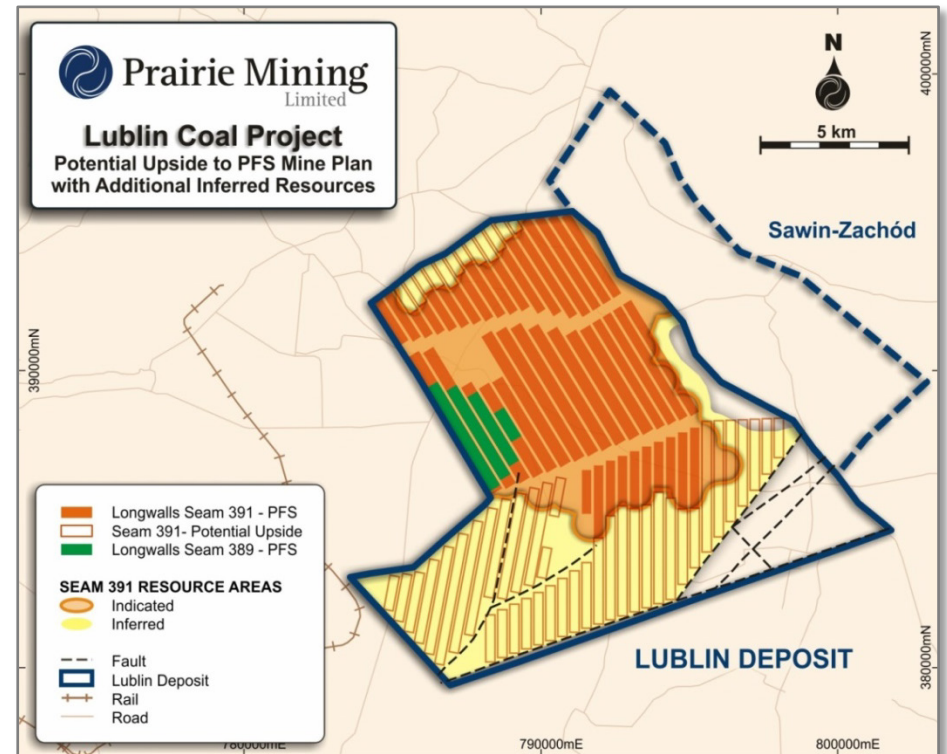 Prairie Mining
Limited
Lublin Coal Project
Potential Upside to PFS Mine Plan
with Additional Inferred Resources
N
5 km
400000mN
Sawin-Zachód
390000mN
Longwalls Seam 391 - PFS
Seam 391- Potential Upside
Longwalls Seam 389 - PFS
SEAM 391 RESOURCE AREAS
Indicated
Inferred
Fault
Lublin Deposit
Rail
Road
LUBLIN DEPOSIT
380000mN
780000mE
790000mE
800000mE